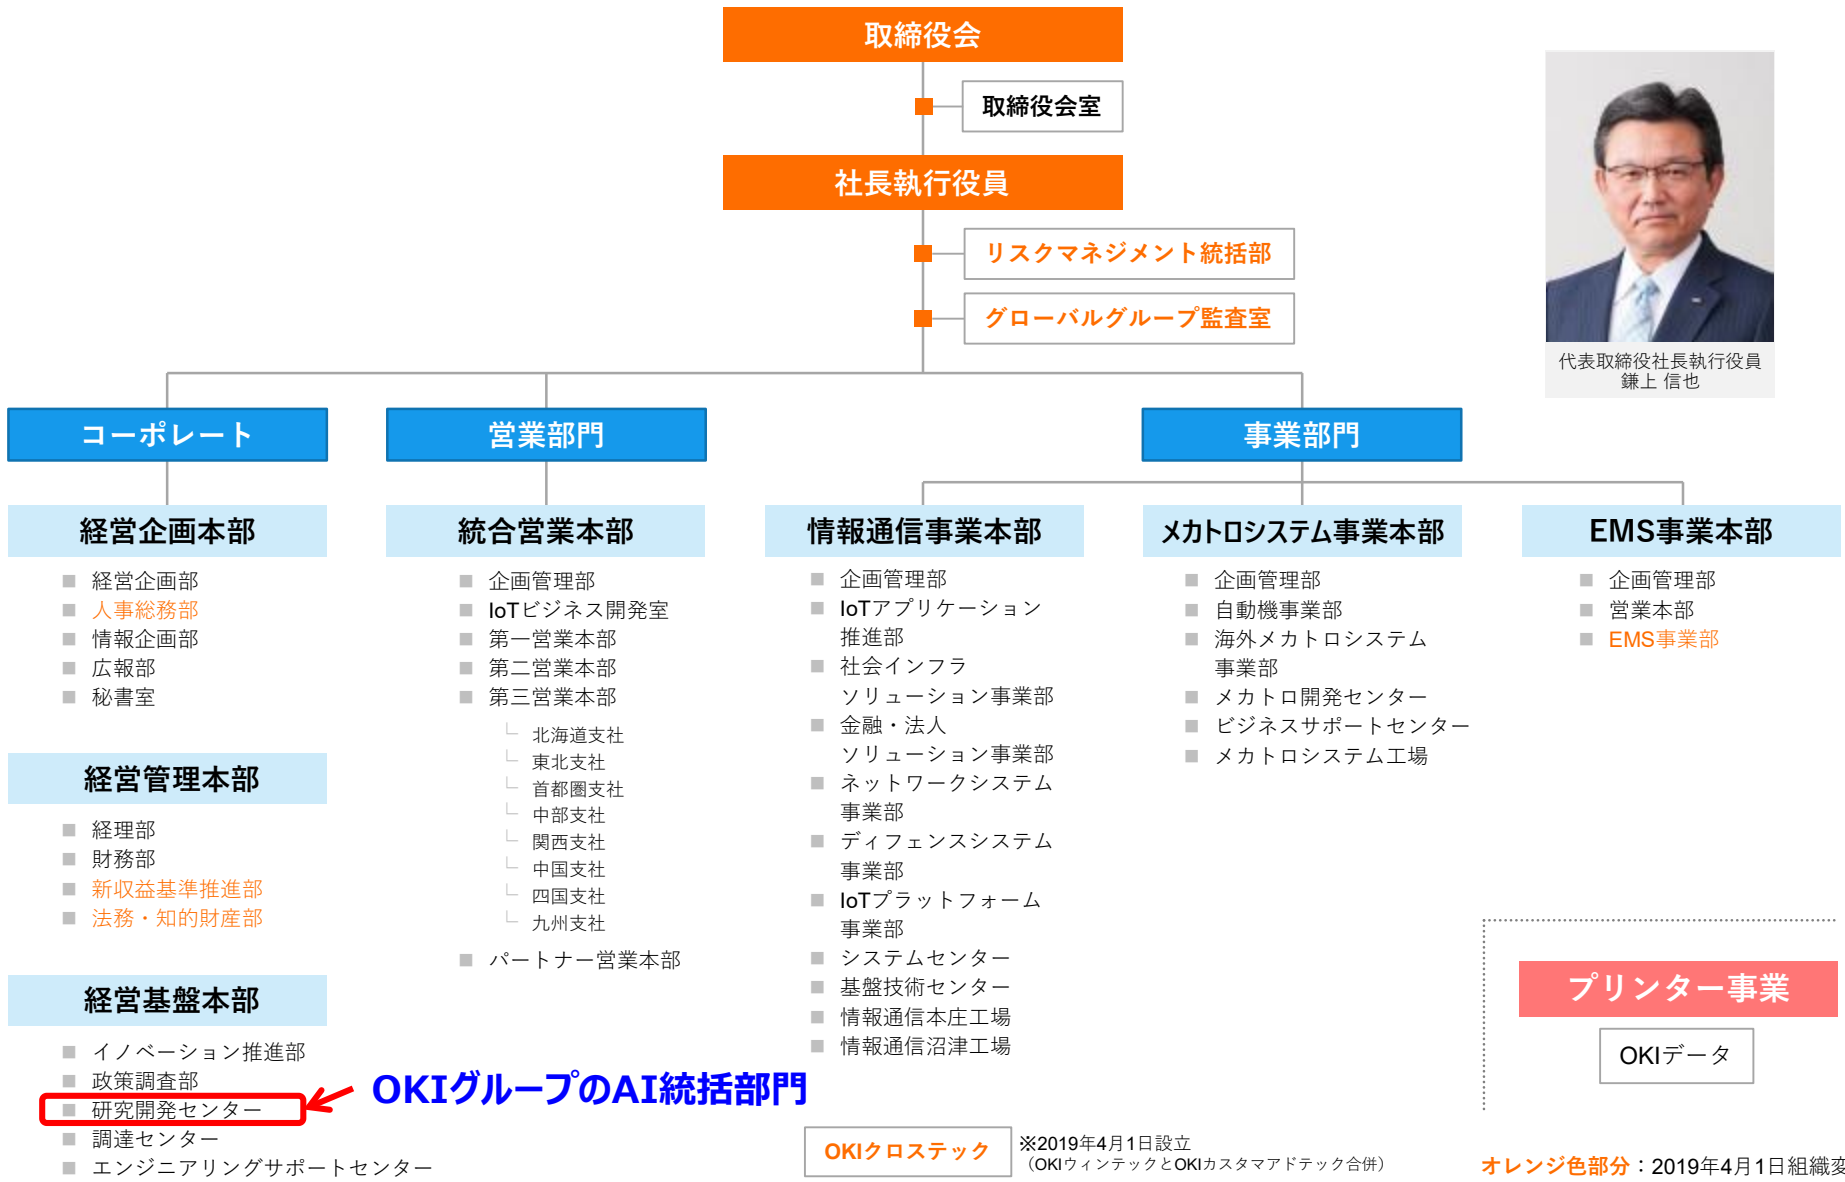 取締役会
取締役会室
社長執行役員
リスクマネジメント統括部
グローバルグループ監査室
代表取締役社長執行役員
鎌上 信也
コーポレート
営業部門
事業部門
経営企画本部
経営企画部
人事総務部
情報企画部
広報部
秘書室
経営管理本部
経理部
財務部
新収益基準推進部
法務・知的財産部
経営基盤本部
イノベーション推進部
政策調査部
研究開発センター
調達センター
エンジニアリングサポートセンター
OKIグループのAI統括部門
統合営業本部
企画管理部
IoTビジネス開発室
第一営業本部
第二営業本部
第三営業本部
北海道支社
東北支社
首都圏支社
中部支社
関西支社
中国支社
四国支社
九州支社
パートナー営業本部
情報通信事業本部
企画管理部
IoTアプリケーション
推進部
社会インフラ
ソリューション事業部
金融・法人
ソリューション事業部
ネットワークシステム
事業部
ディフェンスシステム
事業部
IoTプラットフォーム
事業部
システムセンター
基盤技術センター
情報通信本庄工場
情報通信沼津工場
メカトロシステム事業本部
企画管理部
自動機事業部
海外メカトロシステム
事業部
メカトロ開発センター
ビジネスサポートセンター
メカトロシステム工場
EMS事業本部
企画管理部
営業本部
EMS事業部
プリンター事業
OKIデータ
OKIクロステック
※2019年4月1日設立
（OKIウィンテックとOKIカスタマアドテック合併）
オレンジ色部分：2019年4月1日組織変